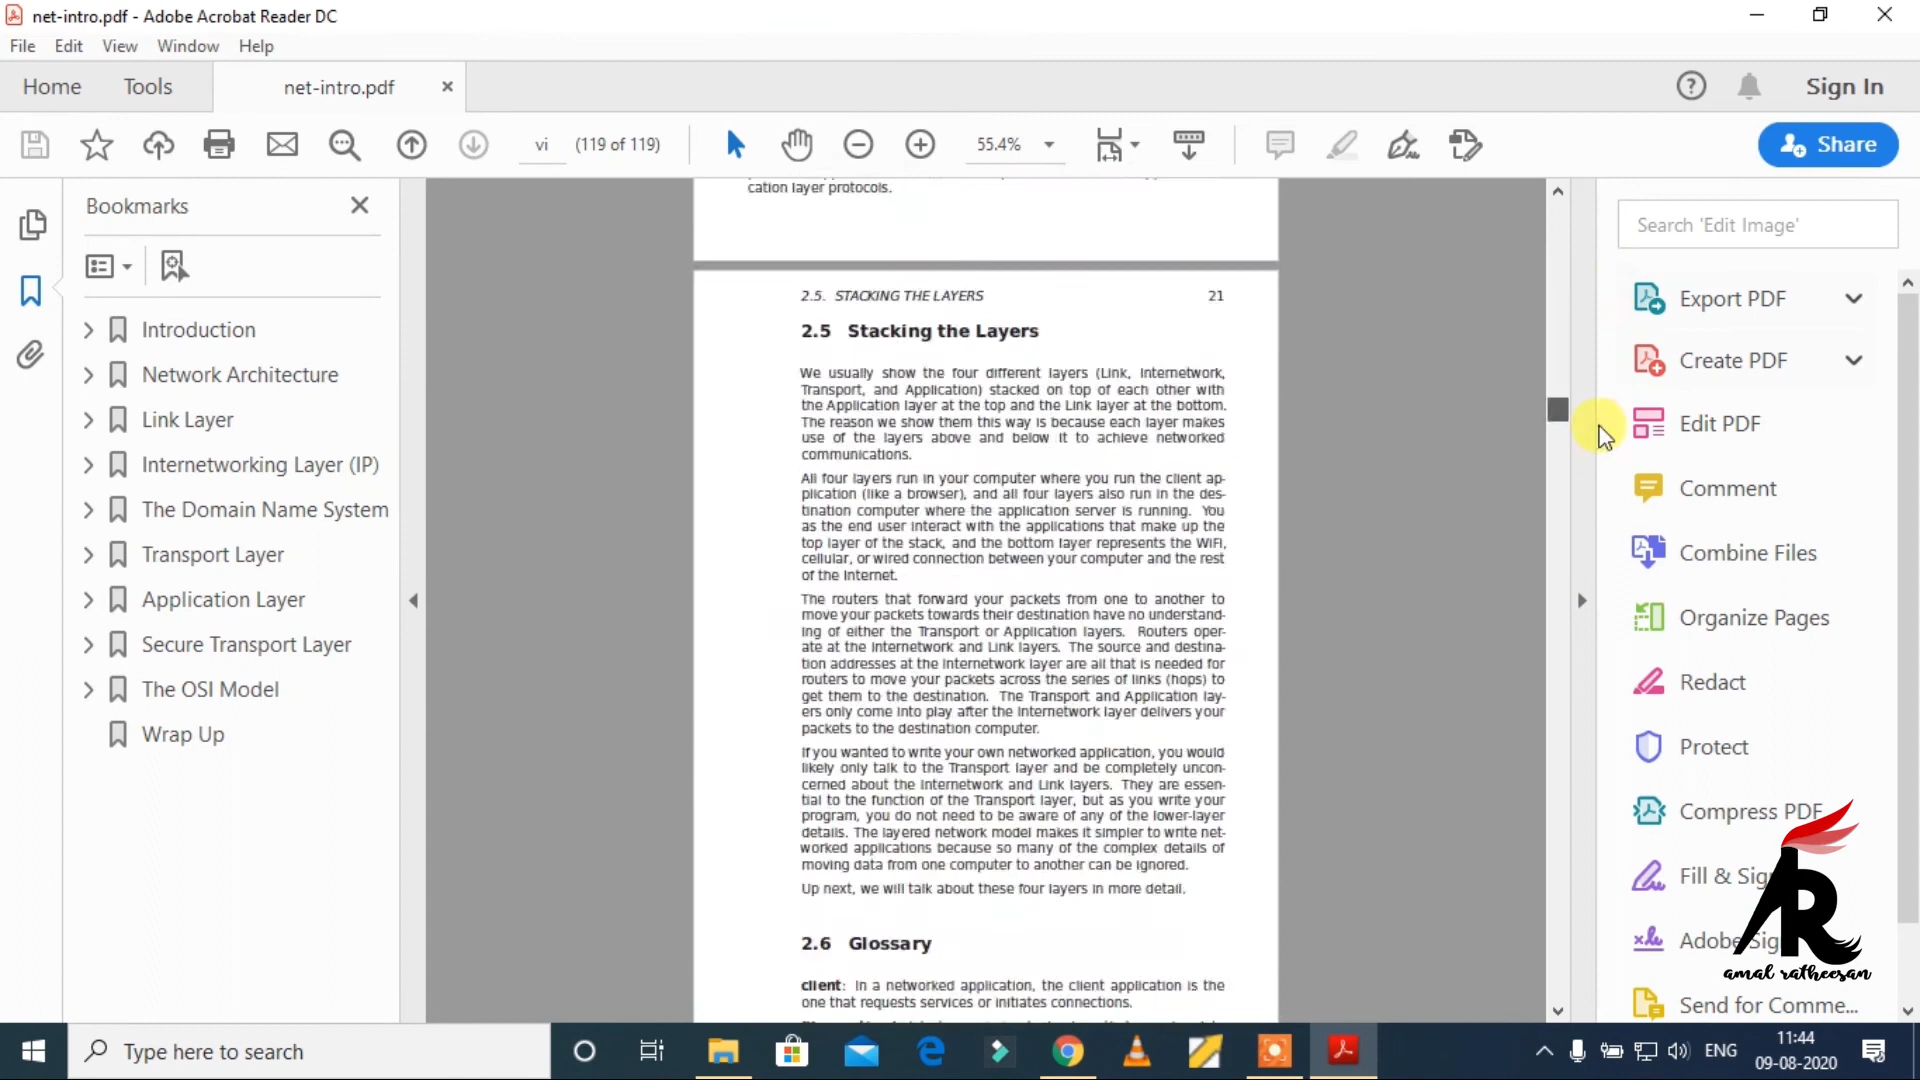 net-intro.pdf - Adobe Acrobat Reader DC
File Edit View Window Help
Home Tools net-intro.pdf Sign In
vi (119 of 119) 55.4% Share
Bookmarks
Introduction
Network Architecture
Link Layer
Internetworking Layer (IP)
The Domain Name System
Transport Layer
Application Layer
Secure Transport Layer
The OSI Model
Wrap Up
cation layer protocols.
2.5. STACKING THE LAYERS 21
2.5 Stacking the Layers
We usually show the four different layers (Link, Internetwork,
Transport, and Application) stacked on top of each other with
the Application layer at the top and the Link layer at the bottom.
The reason we show them this way is because each layer makes
use of the layers above and below it to achieve networked
communications.
All four layers run in your computer where you run the client ap-
plication (like a browser), and all four layers also run in the des-
tination computer where the application server is running. You
as the end user interact with the applications that make up the
top layer of the stack, and the bottom layer represents the WiFi,
cellular, or wired connection between your computer and the rest
of the Internet.
The routers that forward your packets from one to another to
move your packets towards their destination have no understand-
ing of either the Transport or Application layers. Routers oper-
ate at the Internetwork and Link layers. The source and destina-
tion addresses at the Internetwork layer are all that is needed for
routers to move your packets across the series of links (hops) to
get them to the destination. The Transport and Application lay-
ers only come into play after the Internetwork layer delivers your
packets to the destination computer.
If you wanted to write your own networked application, you would
likely only talk to the Transport layer and be completely uncon-
cerned about the Internetwork and Link layers. They are essen-
tial to the function of the Transport layer, but as you write your
program, you do not need to be aware of any of the lower-layer
details. The layered network model makes it simpler to write net-
worked applications because so many of the complex details of
moving data from one computer to another can be ignored.
Up next, we will talk about these four layers in more detail.
2.6 Glossary
client: In a networked application, the client application is the
one that requests services or initiates connections.
Search 'Edit Image'
Export PDF
Create PDF
Edit PDF
Comment
Combine Files
Organize Pages
Redact
Protect
Compress PDF
Fill & Sig
Adobe Sig
Send for Comme...
AR
amal ratheesan
Type here to search
ENG
11:44
09-08-2020